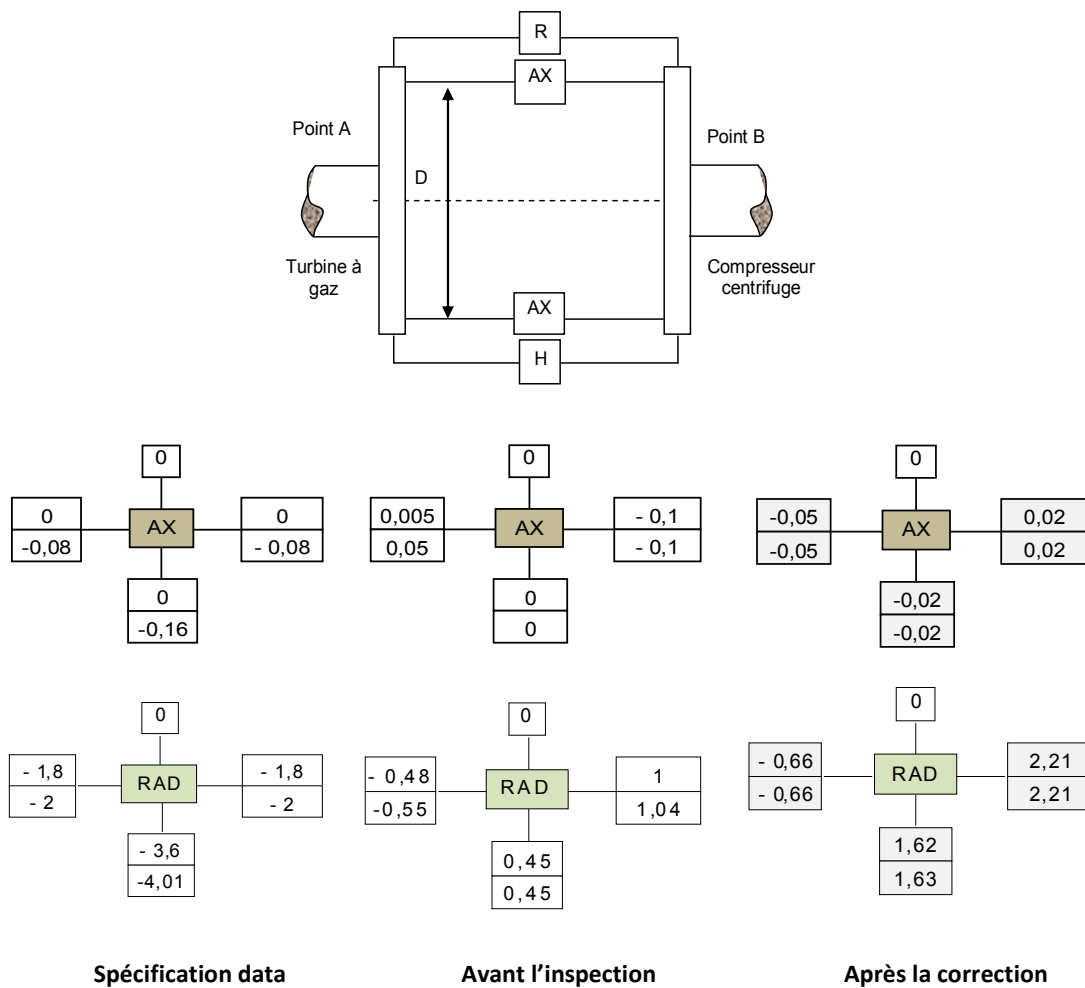 R
AX
Point A
Point B
D
Turbine à
gaz
Compresseur
centrifuge
AX
H
0
0
-0,08
AX
0
- 0,08
0
-0,16
0
0,005
0,05
AX
- 0,1
- 0,1
0
0
0
-0,05
-0,05
AX
0,02
0,02
-0,02
-0,02
0
- 1,8
- 2
RAD
- 1,8
- 2
- 3,6
-4,01
0
- 0,48
-0,55
RAD
1
1,04
0,45
0,45
0
- 0,66
- 0,66
RAD
2,21
2,21
1,62
1,63
Spécification data
Avant l’inspection
Après la correction